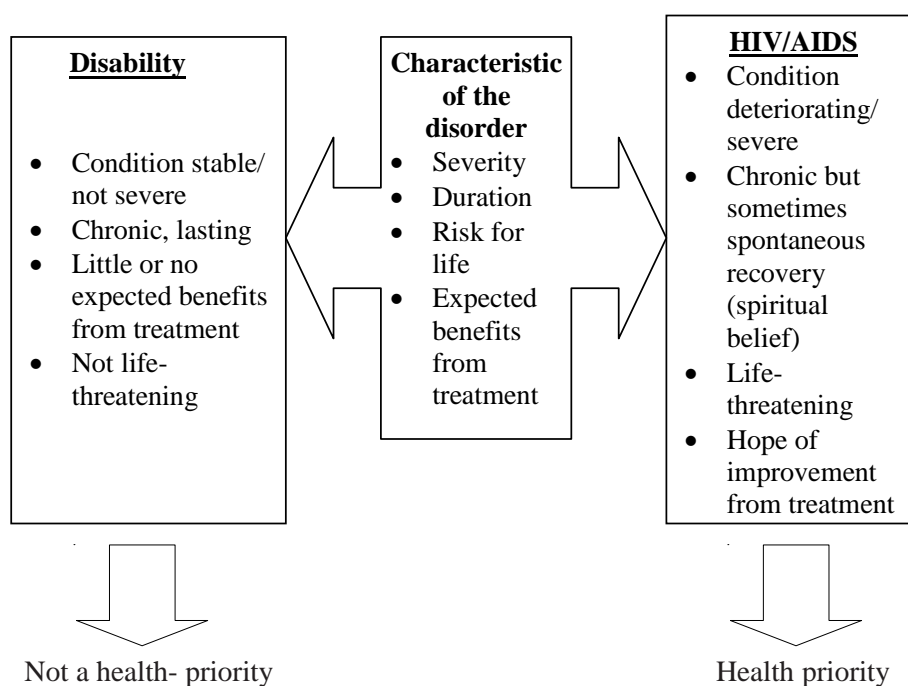 Disability
• Condition stable/
not severe
• Chronic, lasting
• Little or no
expected benefits
from treatment
• Not life-
threatening
Characteristic
of the
disorder
• Severity
• Duration
• Risk for
life
• Expected
benefits
from
treatment
HIV/AIDS
• Condition
deteriorating/
severe
• Chronic but
sometimes
spontaneous
recovery
(spiritual
belief)
• Life-
threatening
• Hope of
improvement
from treatment
Not a health- priority
Health priority